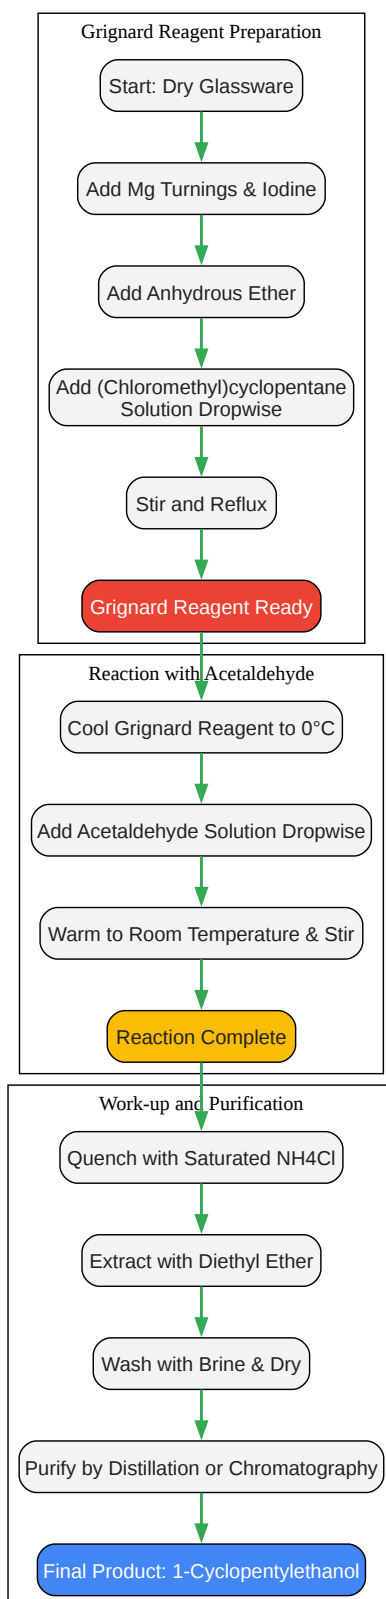 Grignard Reagent Preparation
Start: Dry Glassware
Add Mg Turnings & Iodine
Add Anhydrous Ether
Add (Chloromethyl)cyclopentane
Solution Dropwise
Stir and Reflux
Grignard Reagent Ready
Reaction with Acetaldehyde
Cool Grignard Reagent to 0°C
Add Acetaldehyde Solution Dropwise
Warm to Room Temperature & Stir
Reaction Complete
Work-up and Purification
Quench with Saturated NH4Cl
Extract with Diethyl Ether
Wash with Brine & Dry
Purify by Distillation or Chromatography
Final Product: 1-Cyclopentylethanol